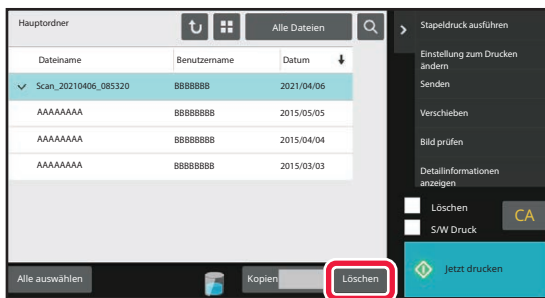 Hauptordner
Alle Dateien
Dateiname Benutzername Datum
Scan_20210406_085320 BBBBBBB 2021/04/06
AAAAAAAA BBBBBBBB 2015/05/05
AAAAAAAA BBBBBBBB 2015/04/04
AAAAAAAA BBBBBBBB 2015/03/03
Alle auswählen
Kopien
Löschen
Stapeldruck ausführen
Einstellung zum Drucken
ändern
Senden
Verschieben
Bild prüfen
Detailinformationen
anzeigen
Löschen
S/W Druck
CA
Jetzt drucken